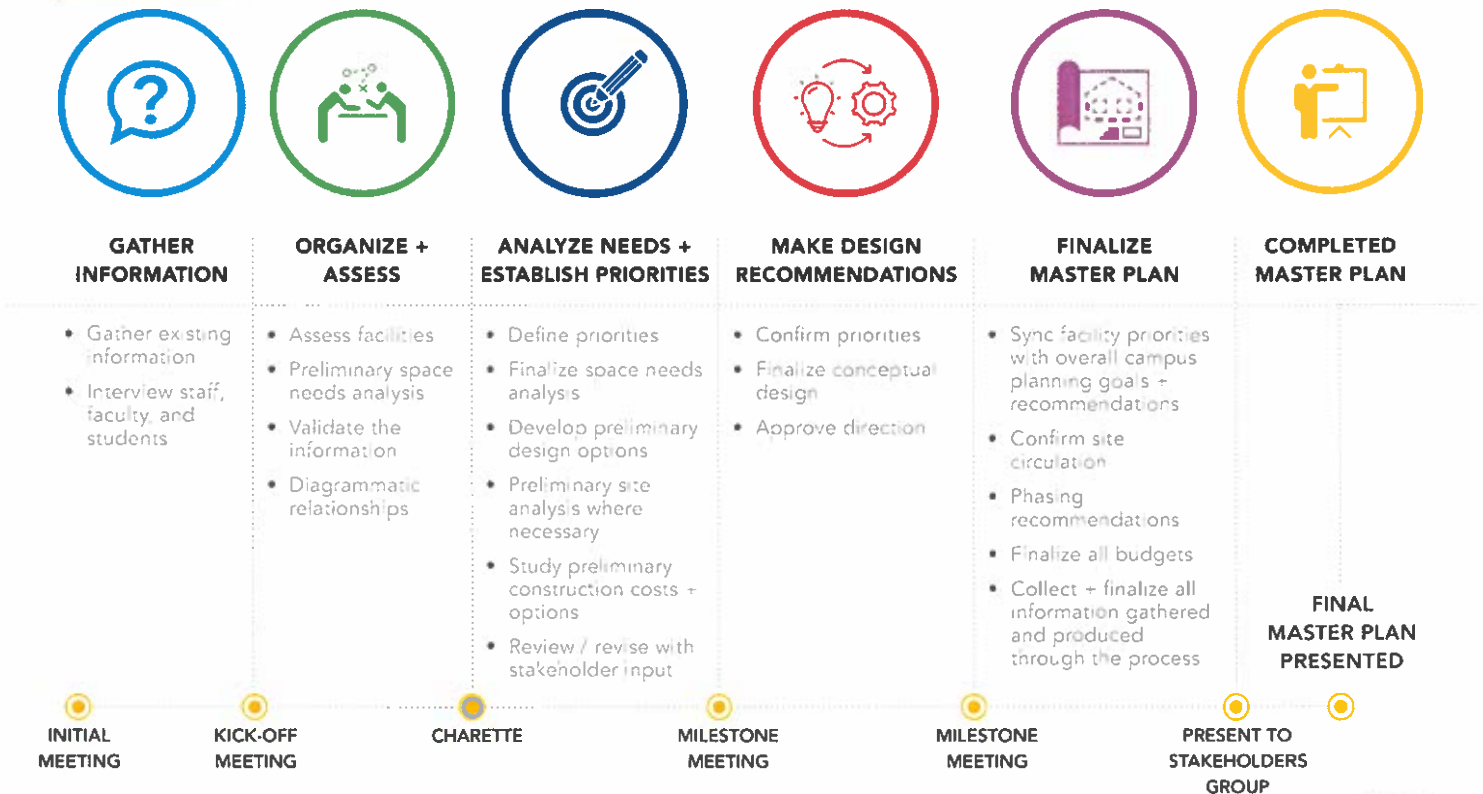 GATHER
INFORMATION
ORGANIZE +
ASSESS
ANALYZE NEEDS +
ESTABLISH PRIORITIES
MAKE DESIGN
RECOMMENDATIONS
FINALIZE
MASTER PLAN
COMPLETED
MASTER PLAN
• Gather existing
information
• Interview staff,
faculty, and
students
• Assess facilities
• Preliminary space
needs analysis
• Validate the
information
• Diagrammatic
relationships
• Define priorities
• Finalize space needs
analysis
• Develop preliminary
design options
• Preliminary site
analysis where
necessary
• Study preliminary
construction costs +
options
• Review / revise with
stakeholder input
• Confirm priorities
• Finalize conceptual
design
• Approve direction
• Sync facility priorities
with overall campus
planning goals +
recommendations
• Confirm site
circulation
• Phasing
recommendations
• Finalize all budgets
• Collect + finalize all
information gathered
and produced
through the process
FINAL
MASTER PLAN
PRESENTED
INITIAL
MEETING
KICK-OFF
MEETING
CHARETTE
MILESTONE
MEETING
MILESTONE
MEETING
PRESENT TO
STAKEHOLDERS
GROUP